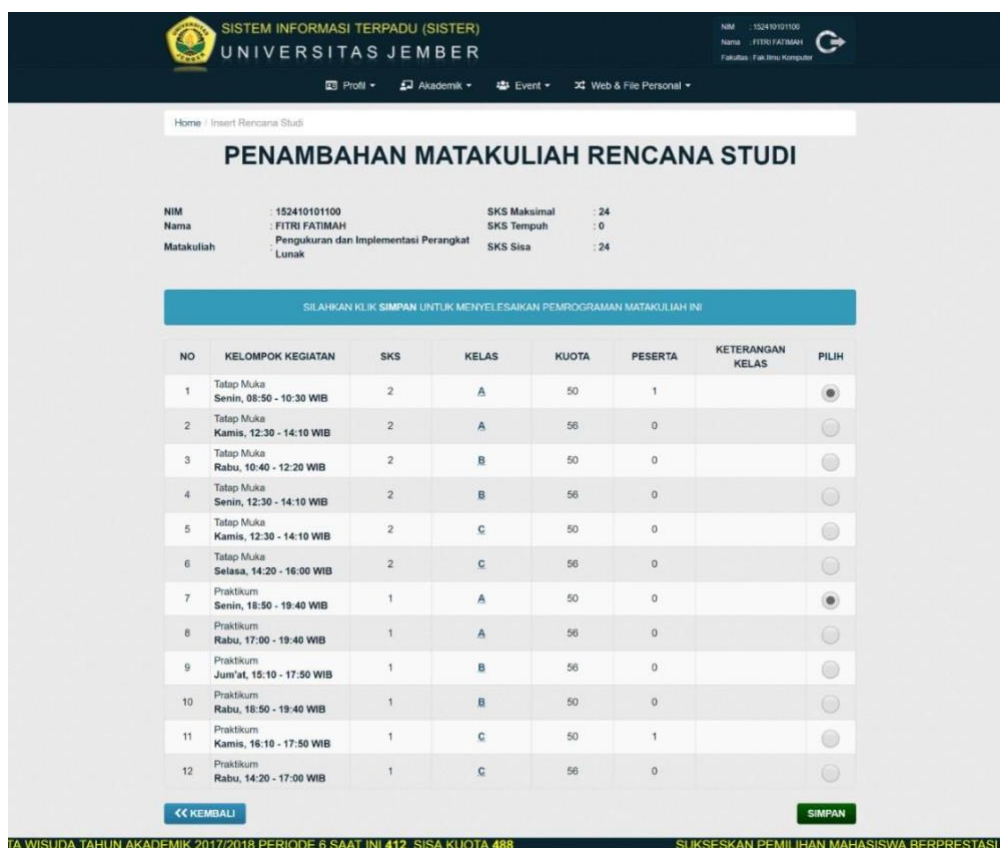 SISTEM INFORMASI TERPADU (SISTER)
UNIVERSITAS JEMBER
NIM : 152410101100
Nama : FITRI FATIMAH
Fakultas : Fak.Ilmu Komputer
Profil Akademik Event Web & File Personal
Home / Insert Rencana Studi
PENAMBAHAN MATAKULIAH RENCANA STUDI
NIM : 152410101100 SKS Maksimal : 24
Nama : FITRI FATIMAH SKS Tempuh : 0
Matakuliah : Pengukuran dan Implementasi Perangkat Lunak SKS Sisa : 24
SILAHKAN KLIK SIMPAN UNTUK MENYELESAIKAN PEMROGRAMAN MATAKULIAH INI
NO KELOMPOK KEGIATAN SKS KELAS KUOTA PESERTA KETERANGAN KELAS PILIH
1 Tatap Muka 2 A 50 1
Senin, 08:50 - 10:30 WIB
2 Tatap Muka 2 A 56 0
Kamis, 12:30 - 14:10 WIB
3 Tatap Muka 2 B 50 0
Rabu, 10:40 - 12:20 WIB
4 Tatap Muka 2 B 56 0
Senin, 12:30 - 14:10 WIB
5 Tatap Muka 2 C 50 0
Kamis, 12:30 - 14:10 WIB
6 Tatap Muka 2 C 56 0
Selasa, 14:20 - 16:00 WIB
7 Praktikum 1 A 50 0
Senin, 18:50 - 19:40 WIB
8 Praktikum 1 A 56 0
Rabu, 17:00 - 19:40 WIB
9 Praktikum 1 B 56 0
Jum'at, 15:10 - 17:50 WIB
10 Praktikum 1 B 50 0
Rabu, 18:50 - 19:40 WIB
11 Praktikum 1 C 50 1
Kamis, 16:10 - 17:50 WIB
12 Praktikum 1 C 56 0
Rabu, 14:20 - 17:00 WIB
KEMBALI SIMPAN
TA WISUDA TAHUN AKADEMIK 2017/2018 PERIODE 6 SAAT INI 412, SISA KUOTA 488 SUKSESKAN PEMILIHAN MAHASISWA BERPRESTASI